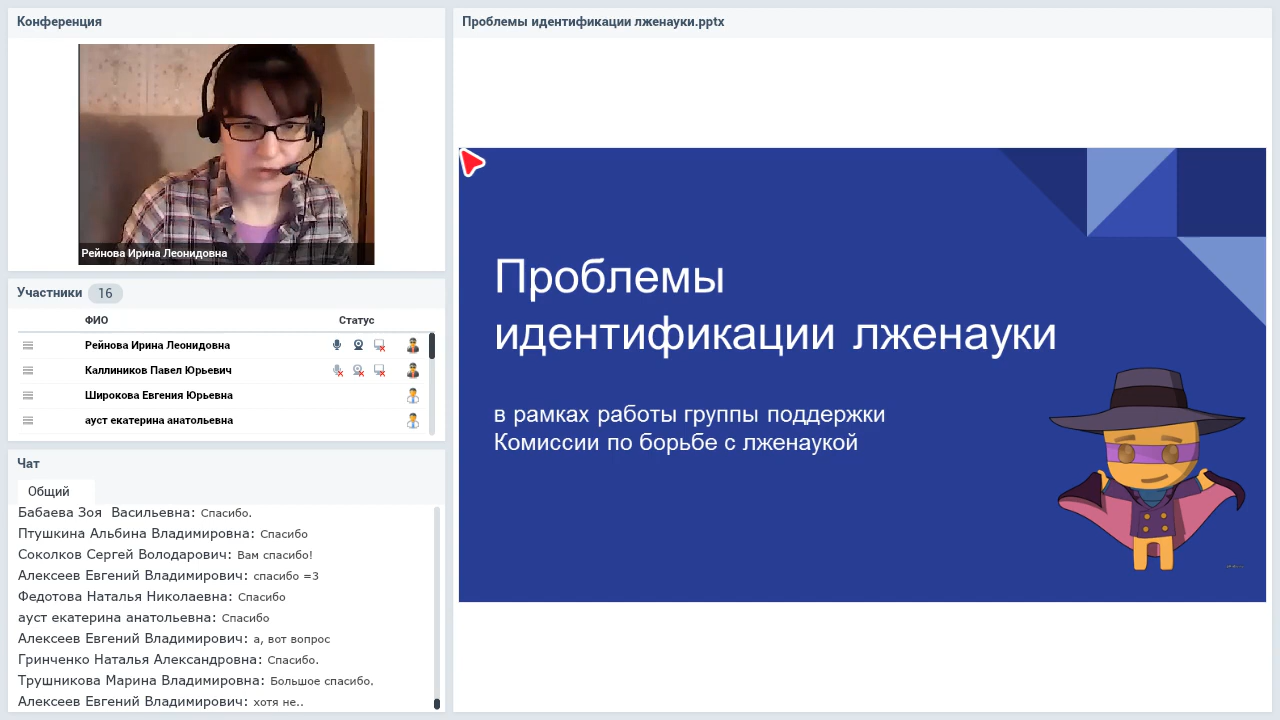 Конференция
Рейнова Ирина Леонидовна
Участники 16
ФИО Статус
Рейнова Ирина Леонидовна
Каллиников Павел Юрьевич
Широкова Евгения Юрьевна
ауст екатерина анатольевна
Чат
Общий
Бабаева Зоя Васильевна: Спасибо.
Птушкина Альбина Владимировна: Спасибо
Соколков Сергей Володарович: Вам спасибо!
Алексеев Евгений Владимирович: спасибо =3
Федотова Наталья Николаевна: Спасибо
ауст екатерина анатольевна: Спасибо
Алексеев Евгений Владимирович: а, вот вопрос
Гринченко Наталья Александровна: Спасибо.
Трушникова Марина Владимировна: Большое спасибо.
Алексеев Евгений Владимирович: хотя не..
Проблемы идентификации лженауки.pptx
Проблемы
идентификации лженауки
в рамках работы группы поддержки
Комиссии по борьбе с лженаукой